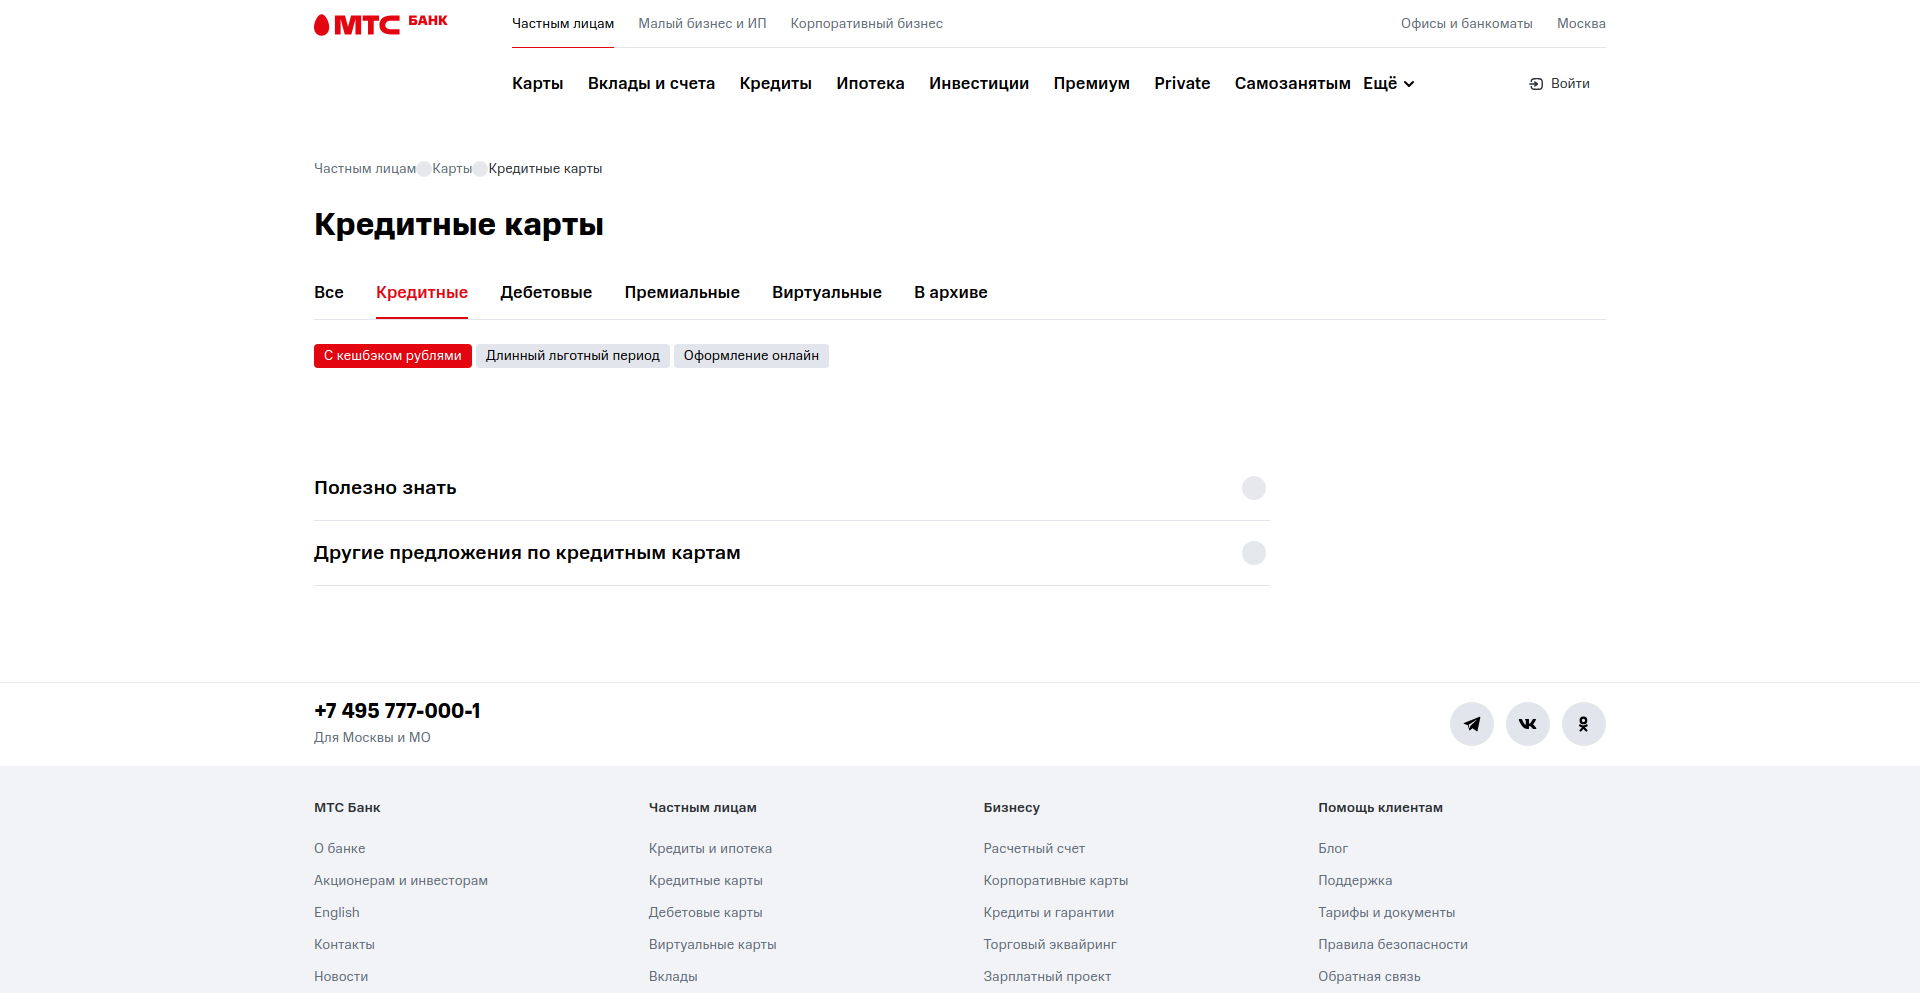 МТС БАНК
Частным лицам Малый бизнес и ИП Корпоративный бизнес Офисы и банкоматы Москва
Карты Вклады и счета Кредиты Ипотека Инвестиции Премиум Private Самозанятым Ещё Войти
Частным лицам Карты Кредитные карты
Кредитные карты
Все Кредитные Дебетовые Премиальные Виртуальные В архиве
С кешбэком рублями Длинный льготный период Оформление онлайн
Полезно знать
Другие предложения по кредитным картам
+7 495 777-000-1
Для Москвы и МО
МТС Банк Частным лицам Бизнесу Помощь клиентам
О банке Кредиты и ипотека Расчетный счет Блог
Акционерам и инвесторам Кредитные карты Корпоративные карты Поддержка
English Дебетовые карты Кредиты и гарантии Тарифы и документы
Контакты Виртуальные карты Торговый эквайринг Правила безопасности
Новости Вклады Зарплатный проект Обратная связь